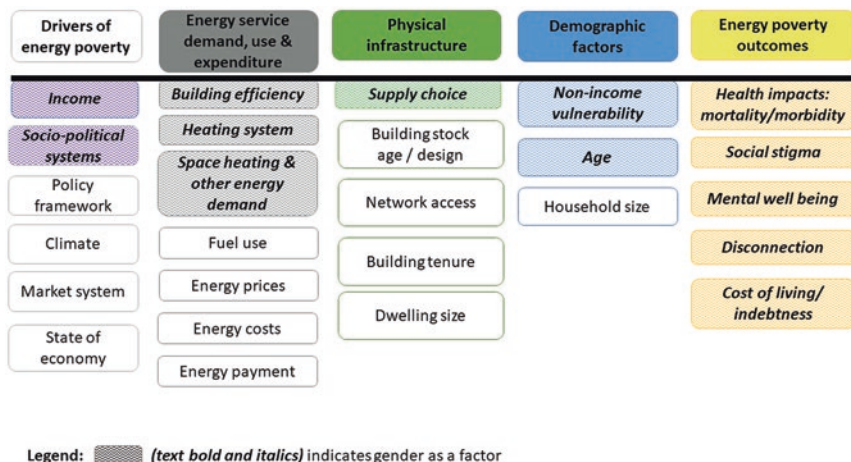 Drivers of
energy poverty
Energy service
demand, use &
expenditure
Physical
infrastructure
Demographic
factors
Energy poverty
outcomes
Income
Socio-political
systems
Policy
framework
Climate
Market system
State of
economy
Building efficiency
Heating system
Space heating &
other energy
demand
Fuel use
Energy prices
Energy costs
Energy payment
Supply choice
Building stock
age / design
Network access
Building tenure
Dwelling size
Non-income
vulnerability
Age
Household size
Health impacts:
mortality/morbidity
Social stigma
Mental well being
Disconnection
Cost of living/
indebtness
Legend: (text bold and italics) indicates gender as a factor